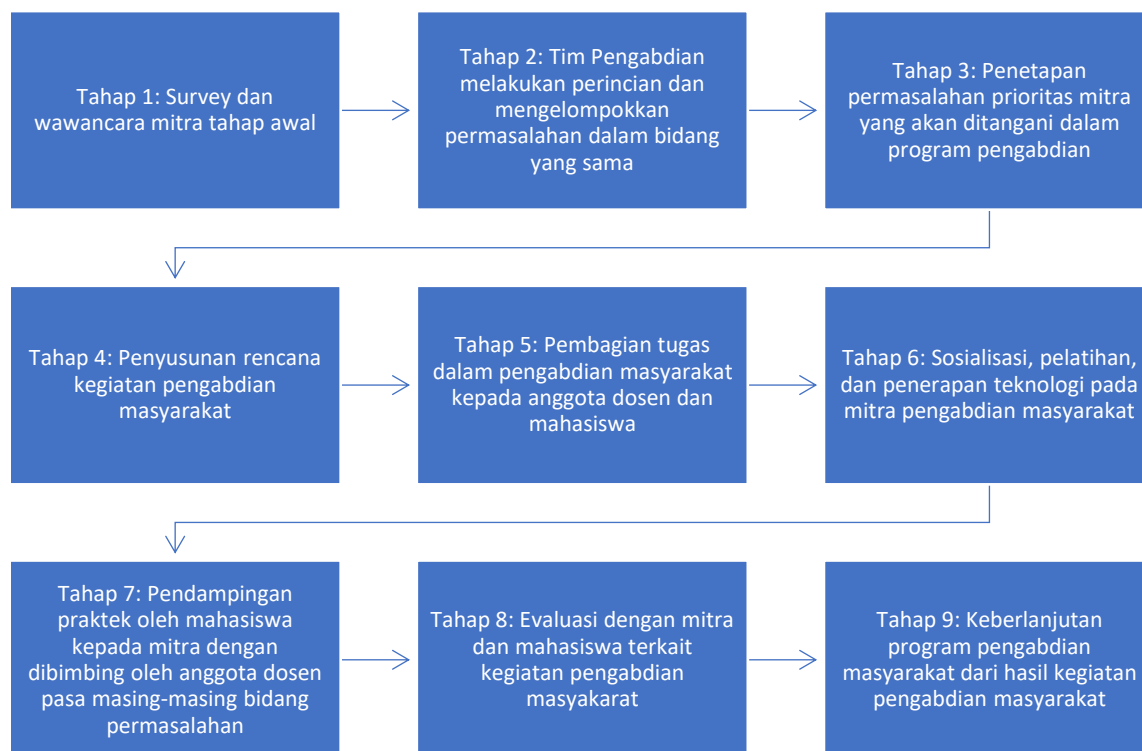 Tahap 1: Survey dan
wawancara mitra tahap awal
Tahap 2: Tim Pengabdian
melakukan perincian dan
mengelompokkan
permasalahan dalam bidang
yang sama
Tahap 3: Penetapan
permasalahan prioritas mitra
yang akan ditangani dalam
program pengabdian
Tahap 4: Penyusunan rencana
kegiatan pengabdian
masyarakat
Tahap 5: Pembagian tugas
dalam pengabdian masyarakat
kepada anggota dosen dan
mahasiswa
Tahap 6: Sosialisasi, pelatihan,
dan penerapan teknologi pada
mitra pengabdian masyarakat
Tahap 7: Pendampingan
praktek oleh mahasiswa
kepada mitra dengan
dibimbing oleh anggota dosen
pasa masing-masing bidang
permasalahan
Tahap 8: Evaluasi dengan mitra
dan mahasiswa terkait
kegiatan pengabdian
masyakarat
Tahap 9: Keberlanjutan
program pengabdian
masyarakat dari hasil kegiatan
pengabdian masyarakat